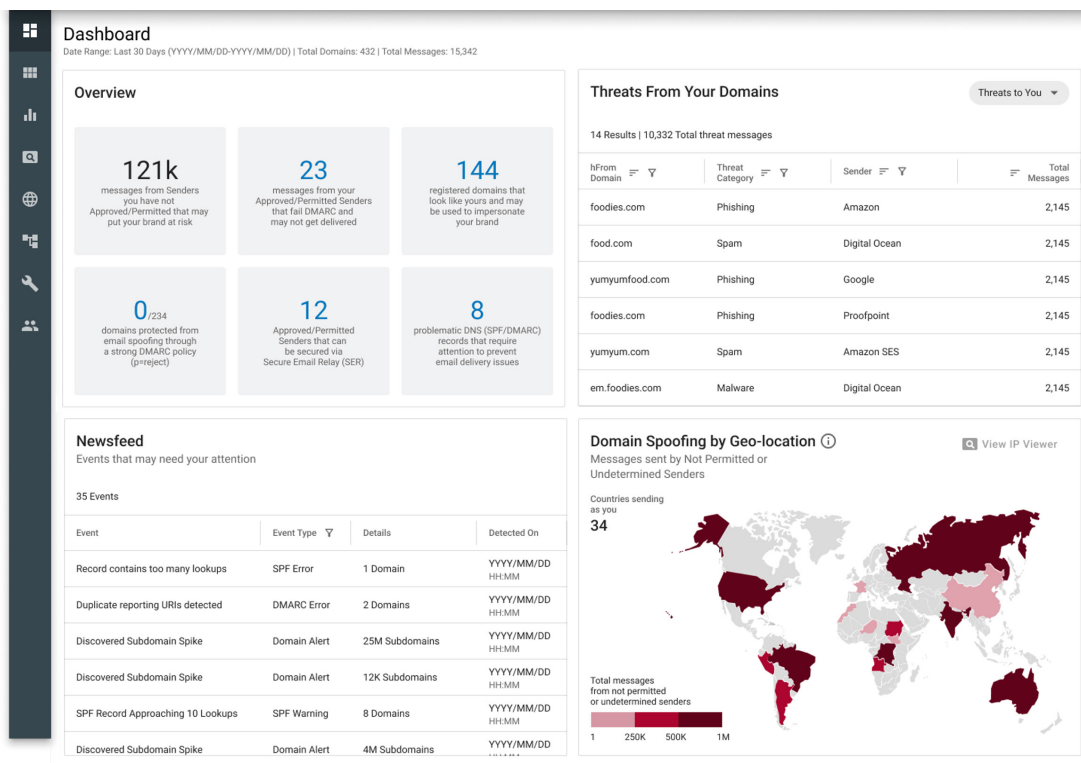 Dashboard
Date Range: Last 30 Days (YYYY/MM/DD-YYYY/MM/DD) | Total Domains: 432 | Total Messages: 15,342
Overview
121k
messages from Senders
you have not
Approved/Permitted that may
put your brand at risk
23
messages from your
Approved/Permitted Senders
that fail DMARC and
may not get delivered
144
registered domains that
look like yours and may
be used to impersonate
your brand
0/234
domains protected from
email spoofing through
a strong DMARC policy
(p=reject)
12
Approved/Permitted
Senders that can
be secured via
Secure Email Relay (SER)
8
problematic DNS (SPF/DMARC)
records that require
attention to prevent
email delivery issues
Threats From Your Domains
Threats to You
14 Results | 10,332 Total threat messages
hFrom
Domain
Threat
Category
Sender
Total
Messages
foodies.com Phishing Amazon 2,145
food.com Spam Digital Ocean 2,145
yumyumfood.com Phishing Google 2,145
foodies.com Phishing Proofpoint 2,145
yumyum.com Spam Amazon SES 2,145
em.foodies.com Malware Digital Ocean 2,145
Newsfeed
Events that may need your attention
35 Events
Event Event Type Details Detected On
Record contains too many lookups SPF Error 1 Domain YYYY/MM/DD
HH:MM
Duplicate reporting URIs detected DMARC Error 2 Domains YYYY/MM/DD
HH:MM
Discovered Subdomain Spike Domain Alert 25M Subdomains YYYY/MM/DD
HH:MM
Discovered Subdomain Spike Domain Alert 12K Subdomains YYYY/MM/DD
HH:MM
SPF Record Approaching 10 Lookups SPF Warning 8 Domains YYYY/MM/DD
HH:MM
Discovered Subdomain Spike Domain Alert 4M Subdomains YYYY/MM/DD
HH:MM
Domain Spoofing by Geo-location
View IP Viewer
Messages sent by Not Permitted or
Undetermined Senders
Countries sending
as you
34
Total messages
from not permitted
or undetermined senders
1 250K 500K 1M